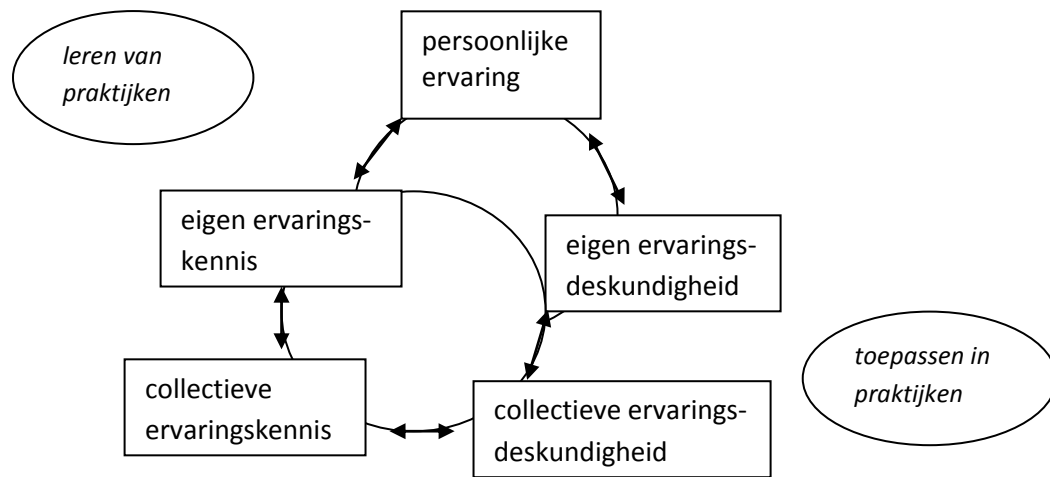 leren van
praktijken
persoonlijke
ervaring
eigen ervarings-
kennis
eigen ervarings-
deskundigheid
collectieve
ervaringskennis
collectieve ervarings-
deskundigheid
toepassen in
praktijken